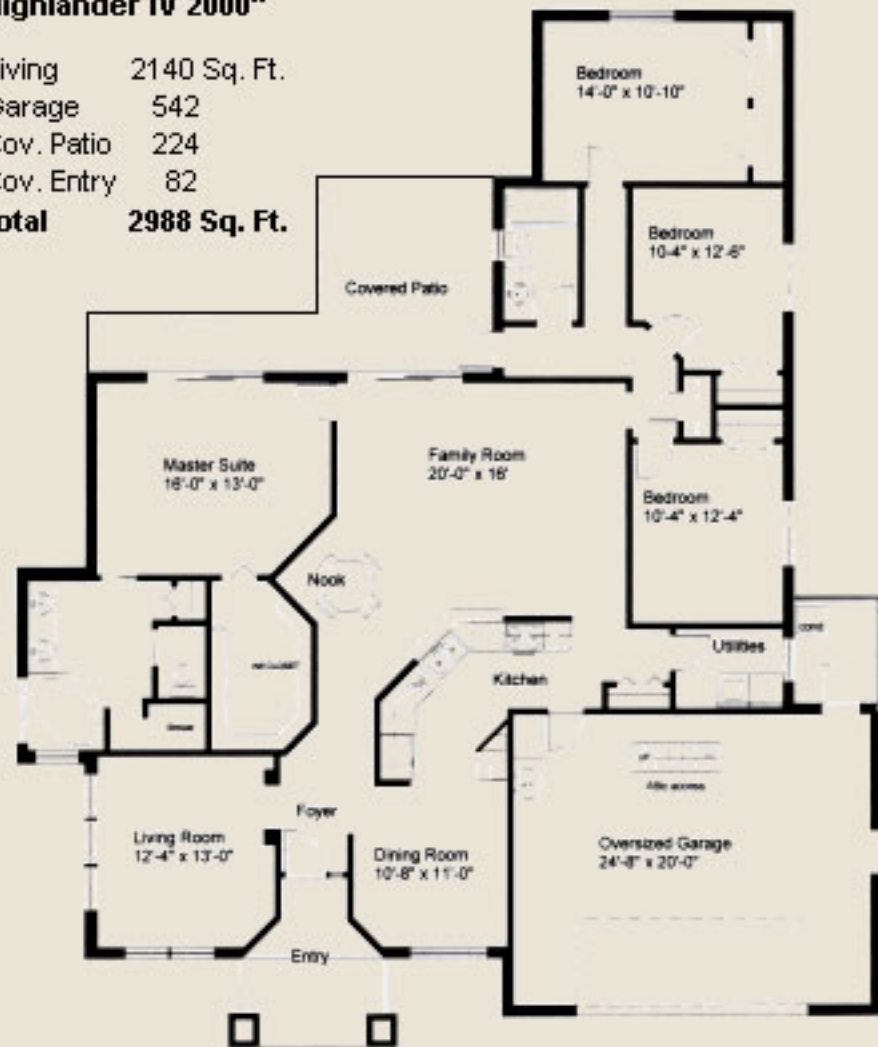 ighlander IV 2000"
iving 2140 Sq. Ft.
arage 542
ov. Patio 224
ov. Entry 82
otal 2988 Sq. Ft.
Bedroom
14'-0" x 10'-10"
Bedroom
10-4" x 12'-6"
Covered Patio
Master Suite
16'-0" x 13'-0"
Family Room
20'-0" x 16'
Bedroom
10'-4" x 12'-4"
Nook
Utilities
Kitchen
Foyer
Attic access
Living Room
12'-4" x 13'-0"
Dining Room
10'-8" x 11'-0"
Oversized Garage
24'-8" x 20'-0"
Entry